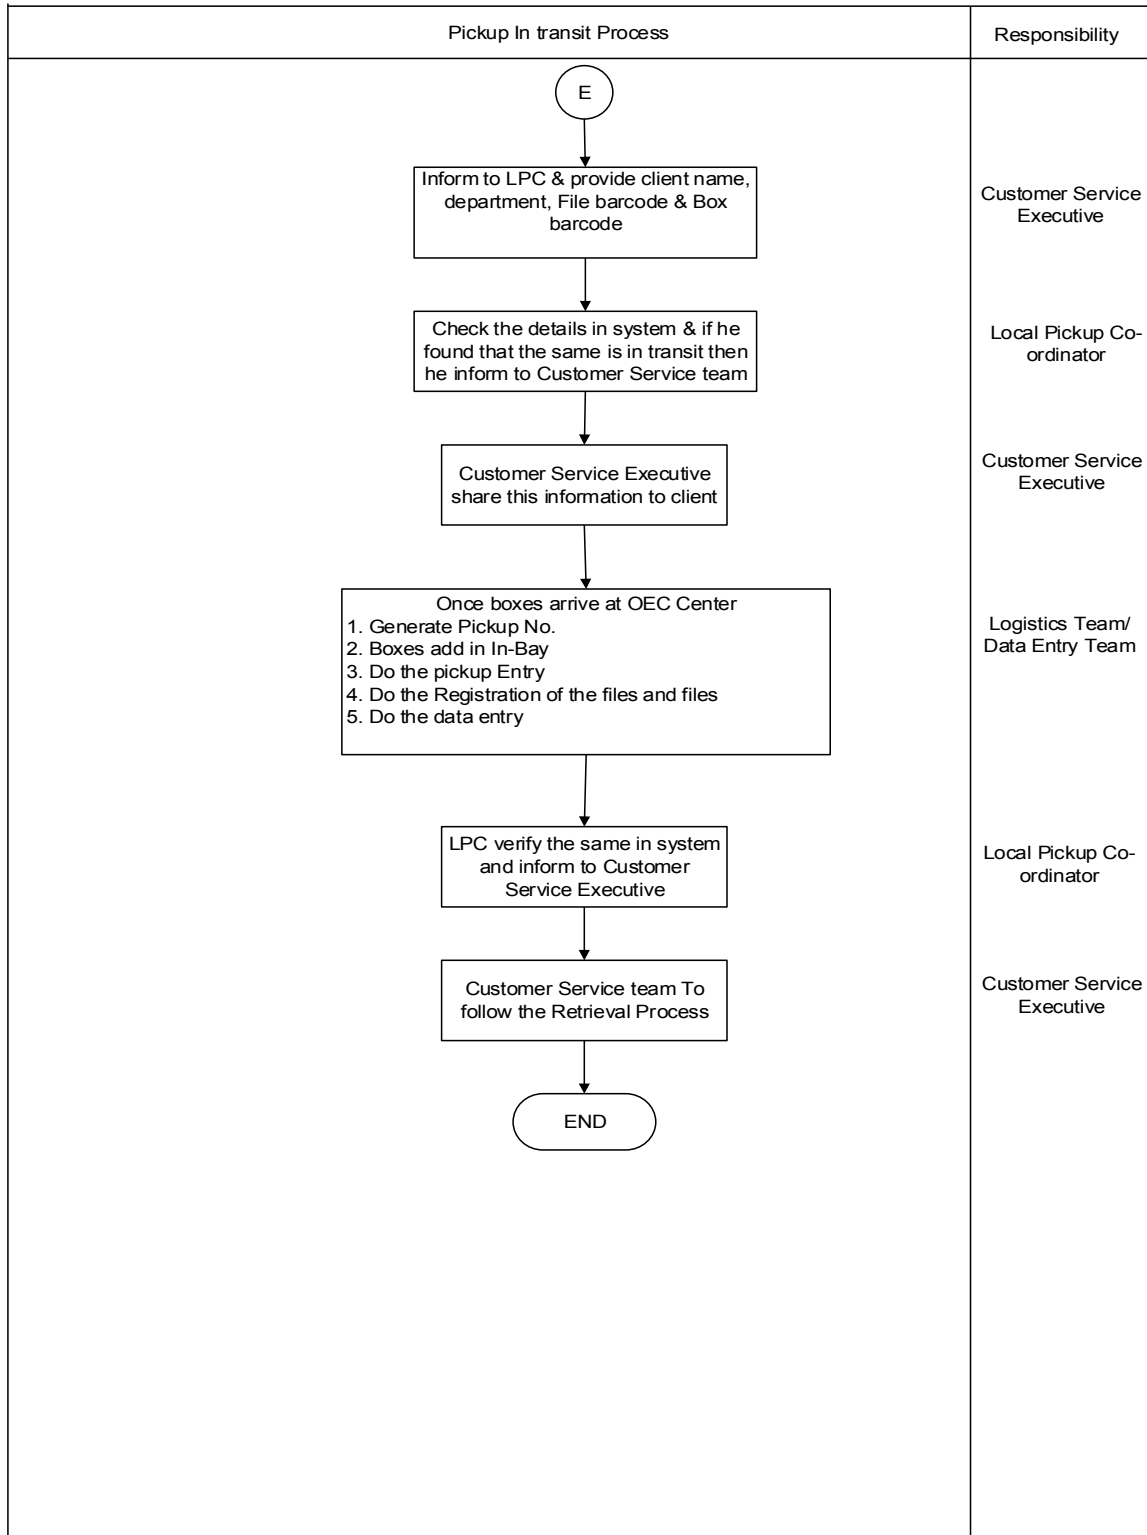 Pickup In transit Process
Responsibility
E
Inform to LPC & provide client name,
department, File barcode & Box
barcode
Customer Service
Executive
Check the details in system & if he
found that the same is in transit then
he inform to Customer Service team
Local Pickup Co-
ordinator
Customer Service Executive
share this information to client
Customer Service
Executive
Once boxes arrive at OEC Center
1. Generate Pickup No.
2. Boxes add in In-Bay
3. Do the pickup Entry
4. Do the Registration of the files and files
5. Do the data entry
Logistics Team/
Data Entry Team
LPC verify the same in system
and inform to Customer
Service Executive
Local Pickup Co-
ordinator
Customer Service team To
follow the Retrieval Process
Customer Service
Executive
END